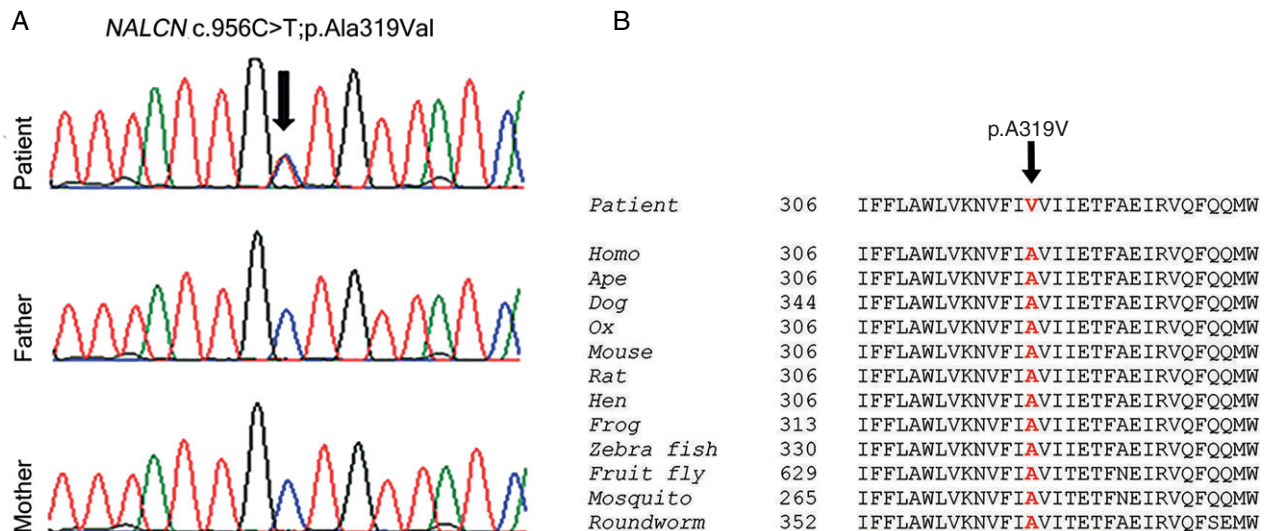 A
NALCN c.956C>T;p.Ala319Val
Patient
Father
Mother
B
p.A319V
Patient 306 IFFLAWLVKNVFIVVIIETFAEIRVQFQQMW
Homo 306 IFFLAWLVKNVFIAVIIETFAEIRVQFQQMW
Ape 306 IFFLAWLVKNVFIAVIIETFAEIRVQFQQMW
Dog 344 IFFLAWLVKNVFIAVIIETFAEIRVQFQQMW
Ox 306 IFFLAWLVKNVFIAVIIETFAEIRVQFQQMW
Mouse 306 IFFLAWLVKNVFIAVIIETFAEIRVQFQQMW
Rat 306 IFFLAWLVKNVFIAVIIETFAEIRVQFQQMW
Hen 306 IFFLAWLVKNVFIAVIIETFAEIRVQFQQMW
Frog 313 IFFLAWLVKNVFIAVIIETFAEIRVQFQQMW
Zebra fish 330 IFFLAWLVKNVFIAVIIETFAEIRVQFQQMW
Fruit fly 629 IFFLAWLVKNVFIAVITETFNEIRVQFQQMW
Mosquito 265 IFFLAWLVKNVFIAVITETFNEIRVQFQQMW
Roundworm 352 IFFLAWLVKNVFIAVITETFAEIRVQFSEMW